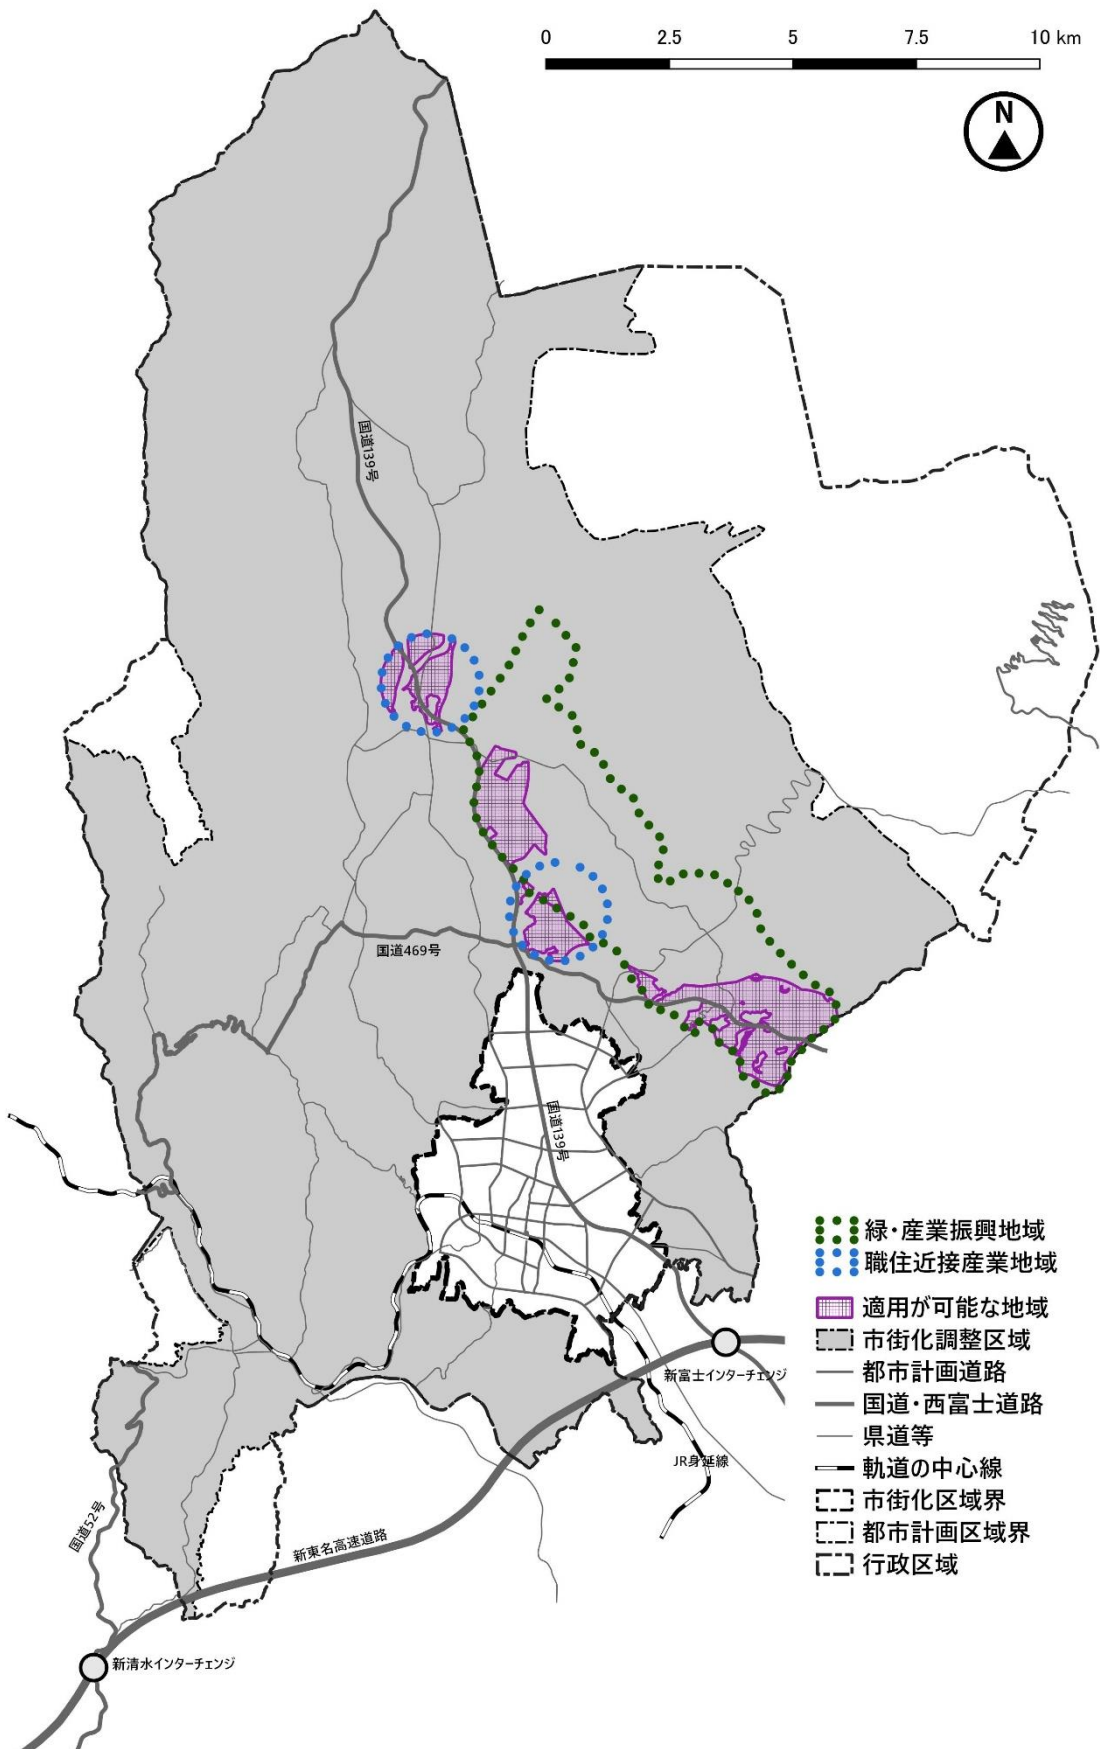 0 2.5 5 7.5 10 km
N
国道139号
国道469号
国道139号
緑・産業振興地域
職住近接産業地域
適用が可能な地域
市街化調整区域
都市計画道路
国道・西富士道路
県道等
軌道の中心線
市街化区域界
都市計画区域界
行政区域
新富士インターチェンジ
JR身延線
国道52号
新東名高速道路
新清水インターチェンジ